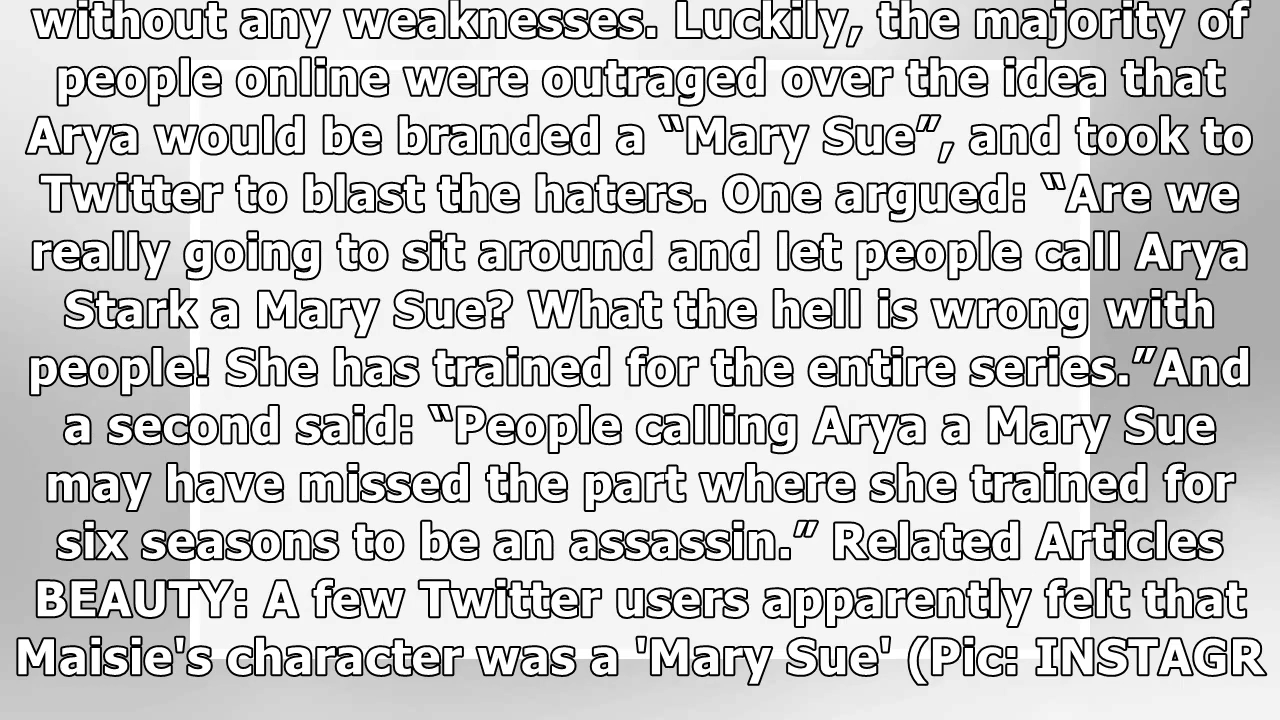 without any weaknesses. Luckily, the majority of
people online were outraged over the idea that
Arya would be branded a “Mary Sue”, and took to
Twitter to blast the haters. One argued: “Are we
really going to sit around and let people call Arya
Stark a Mary Sue? What the hell is wrong with
people! She has trained for the entire series.”And
a second said: “People calling Arya a Mary Sue
may have missed the part where she trained for
six seasons to be an assassin.” Related Articles
BEAUTY: A few Twitter users apparently felt that
Maisie's character was a 'Mary Sue' (Pic: INSTAGR